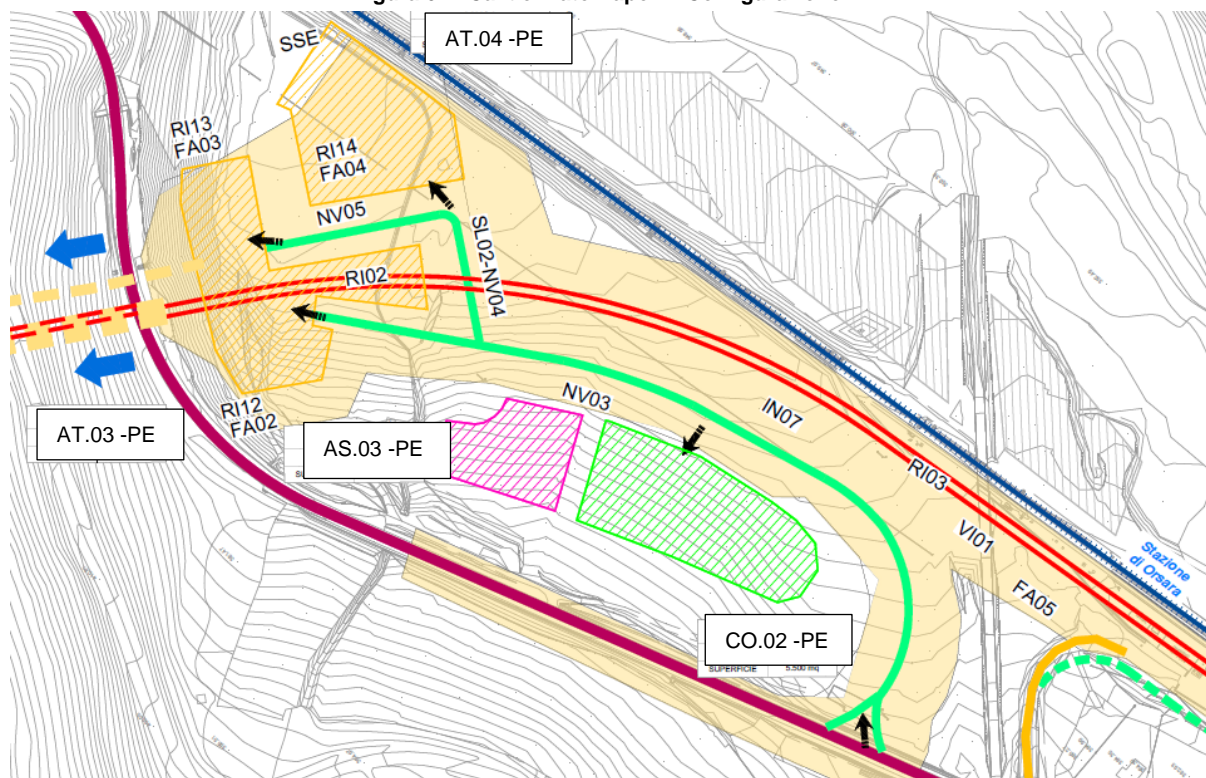 SSE
AT.04 -PE
RI13
FA03
RI14
FA04
NV05
SL02-NV04
RI02
RI12
FA02
AT.03 -PE
NV03
AS.03 -PE
IN07
RI03
VI01
Stazione
di Orsara
FA05
CO.02 -PE
SUPERFICIE 5.500 mq